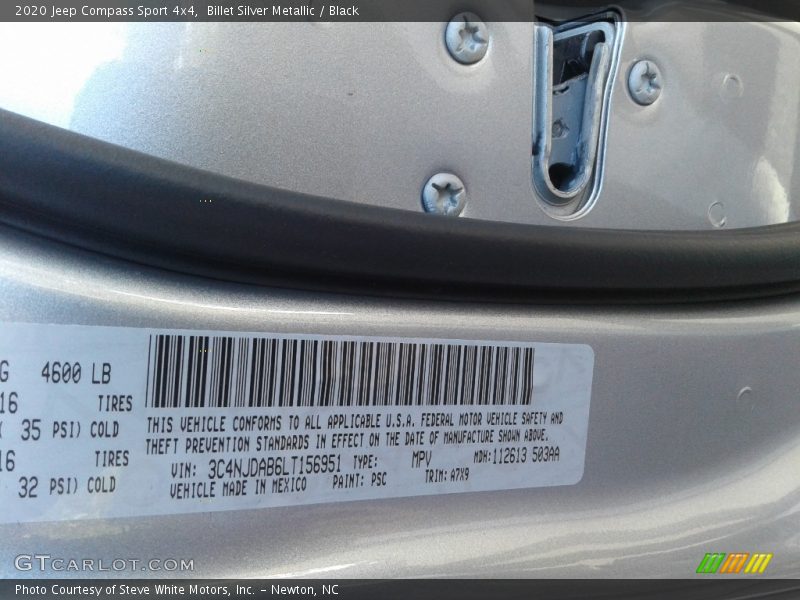 2020 Jeep Compass Sport 4x4,  Billet Silver Metallic / Black
G 4600 LB
16 TIRES
( 35 PSI) COLD
16 TIRES
32 PSI) COLD
THIS VEHICLE CONFORMS TO ALL APPLICABLE U.S.A. FEDERAL MOTOR VEHICLE SAFETY AND
THEFT PREVENTION STANDARDS IN EFFECT ON THE DATE OF MANUFACTURE SHOWN ABOVE.
VIN: 3C4NJDAB6LT156951 TYPE: MPV MDH:112613 503AA
VEHICLE MADE IN MEXICO PAINT: PSC TRIM: A7X9
GTCARLOT.COM
Photo Courtesy of Steve White Motors, Inc. – Newton, NC